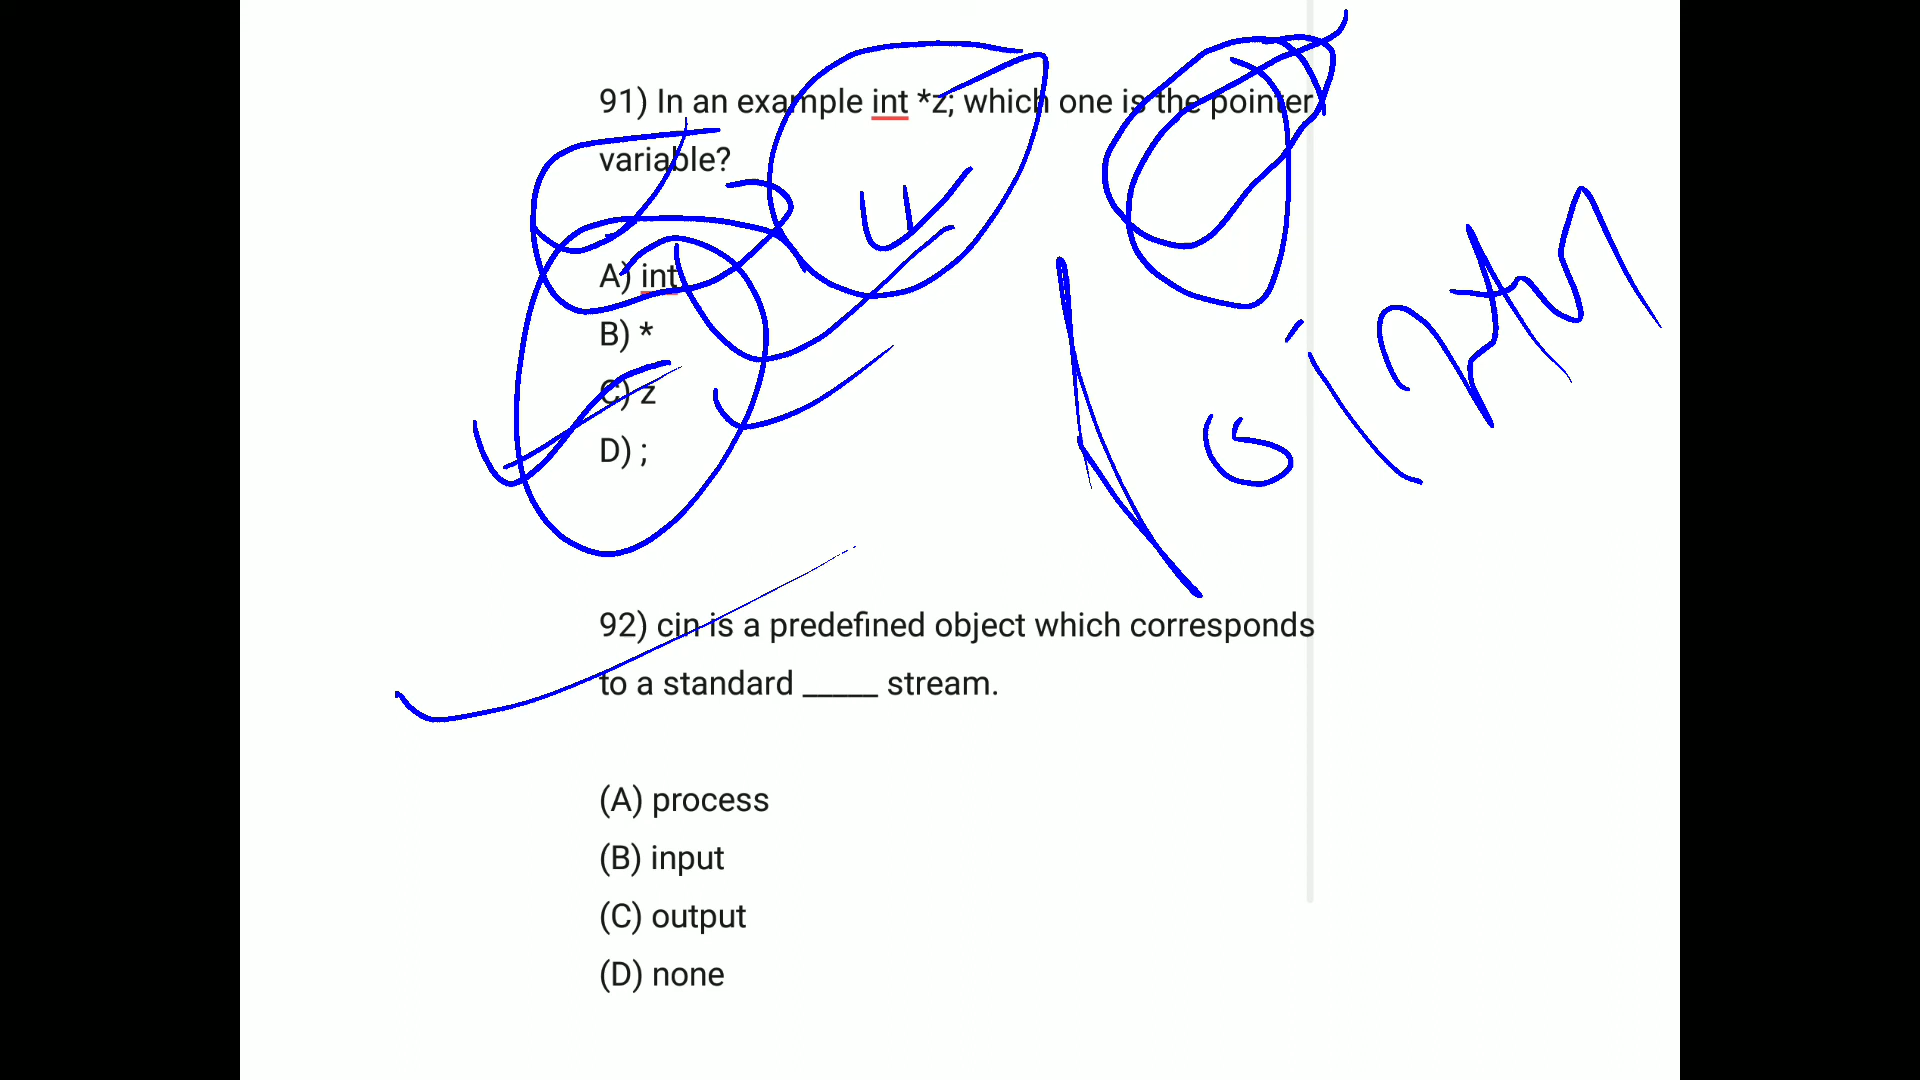 91) In an example int *z; which one is the pointer
variable?
A) int
B) *
C) z
D) ;
92) cin is a predefined object which corresponds
to a standard _____ stream.
(A) process
(B) input
(C) output
(D) none